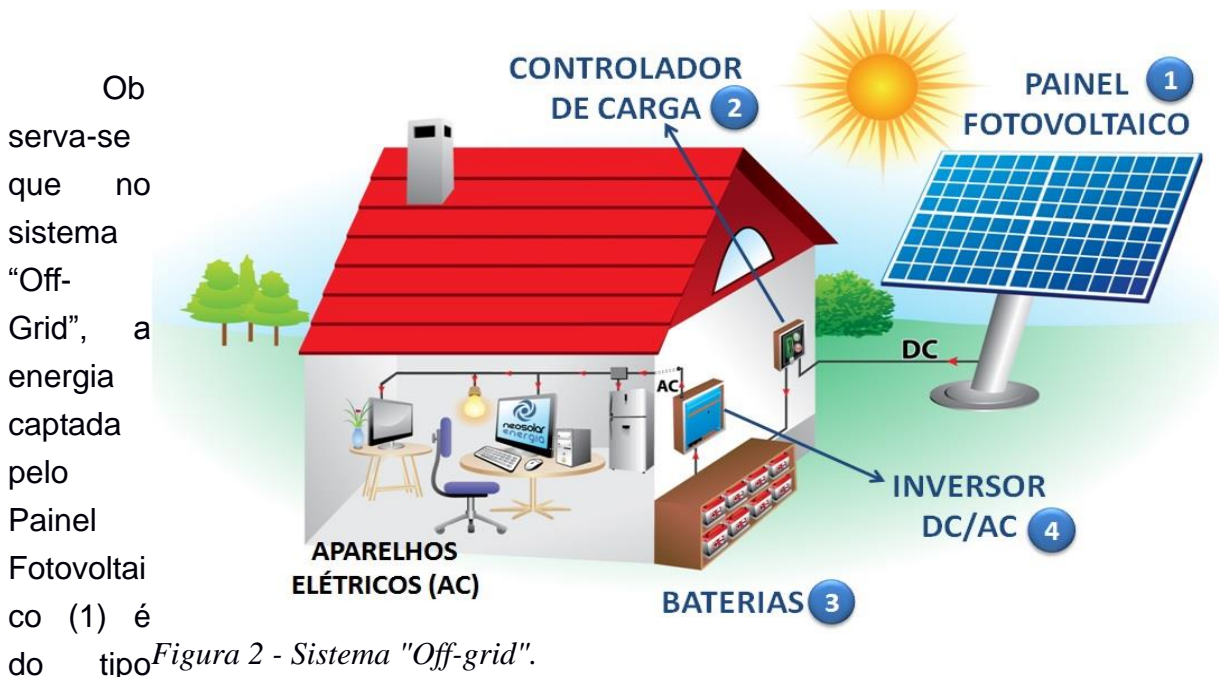 Ob
serva-se
que no
sistema
“Off-
Grid”, a
energia
captada
pelo
Painel
Fotovoltai
co (1) é
do tipo
CONTROLADOR
DE CARGA 2
PAINEL 1
FOTOVOLTAICO
DC
AC
neosolar
energia
INVERSOR
DC/AC 4
APARELHOS
ELÉTRICOS (AC)
BATERIAS 3
Figura 2 - Sistema "Off-grid".